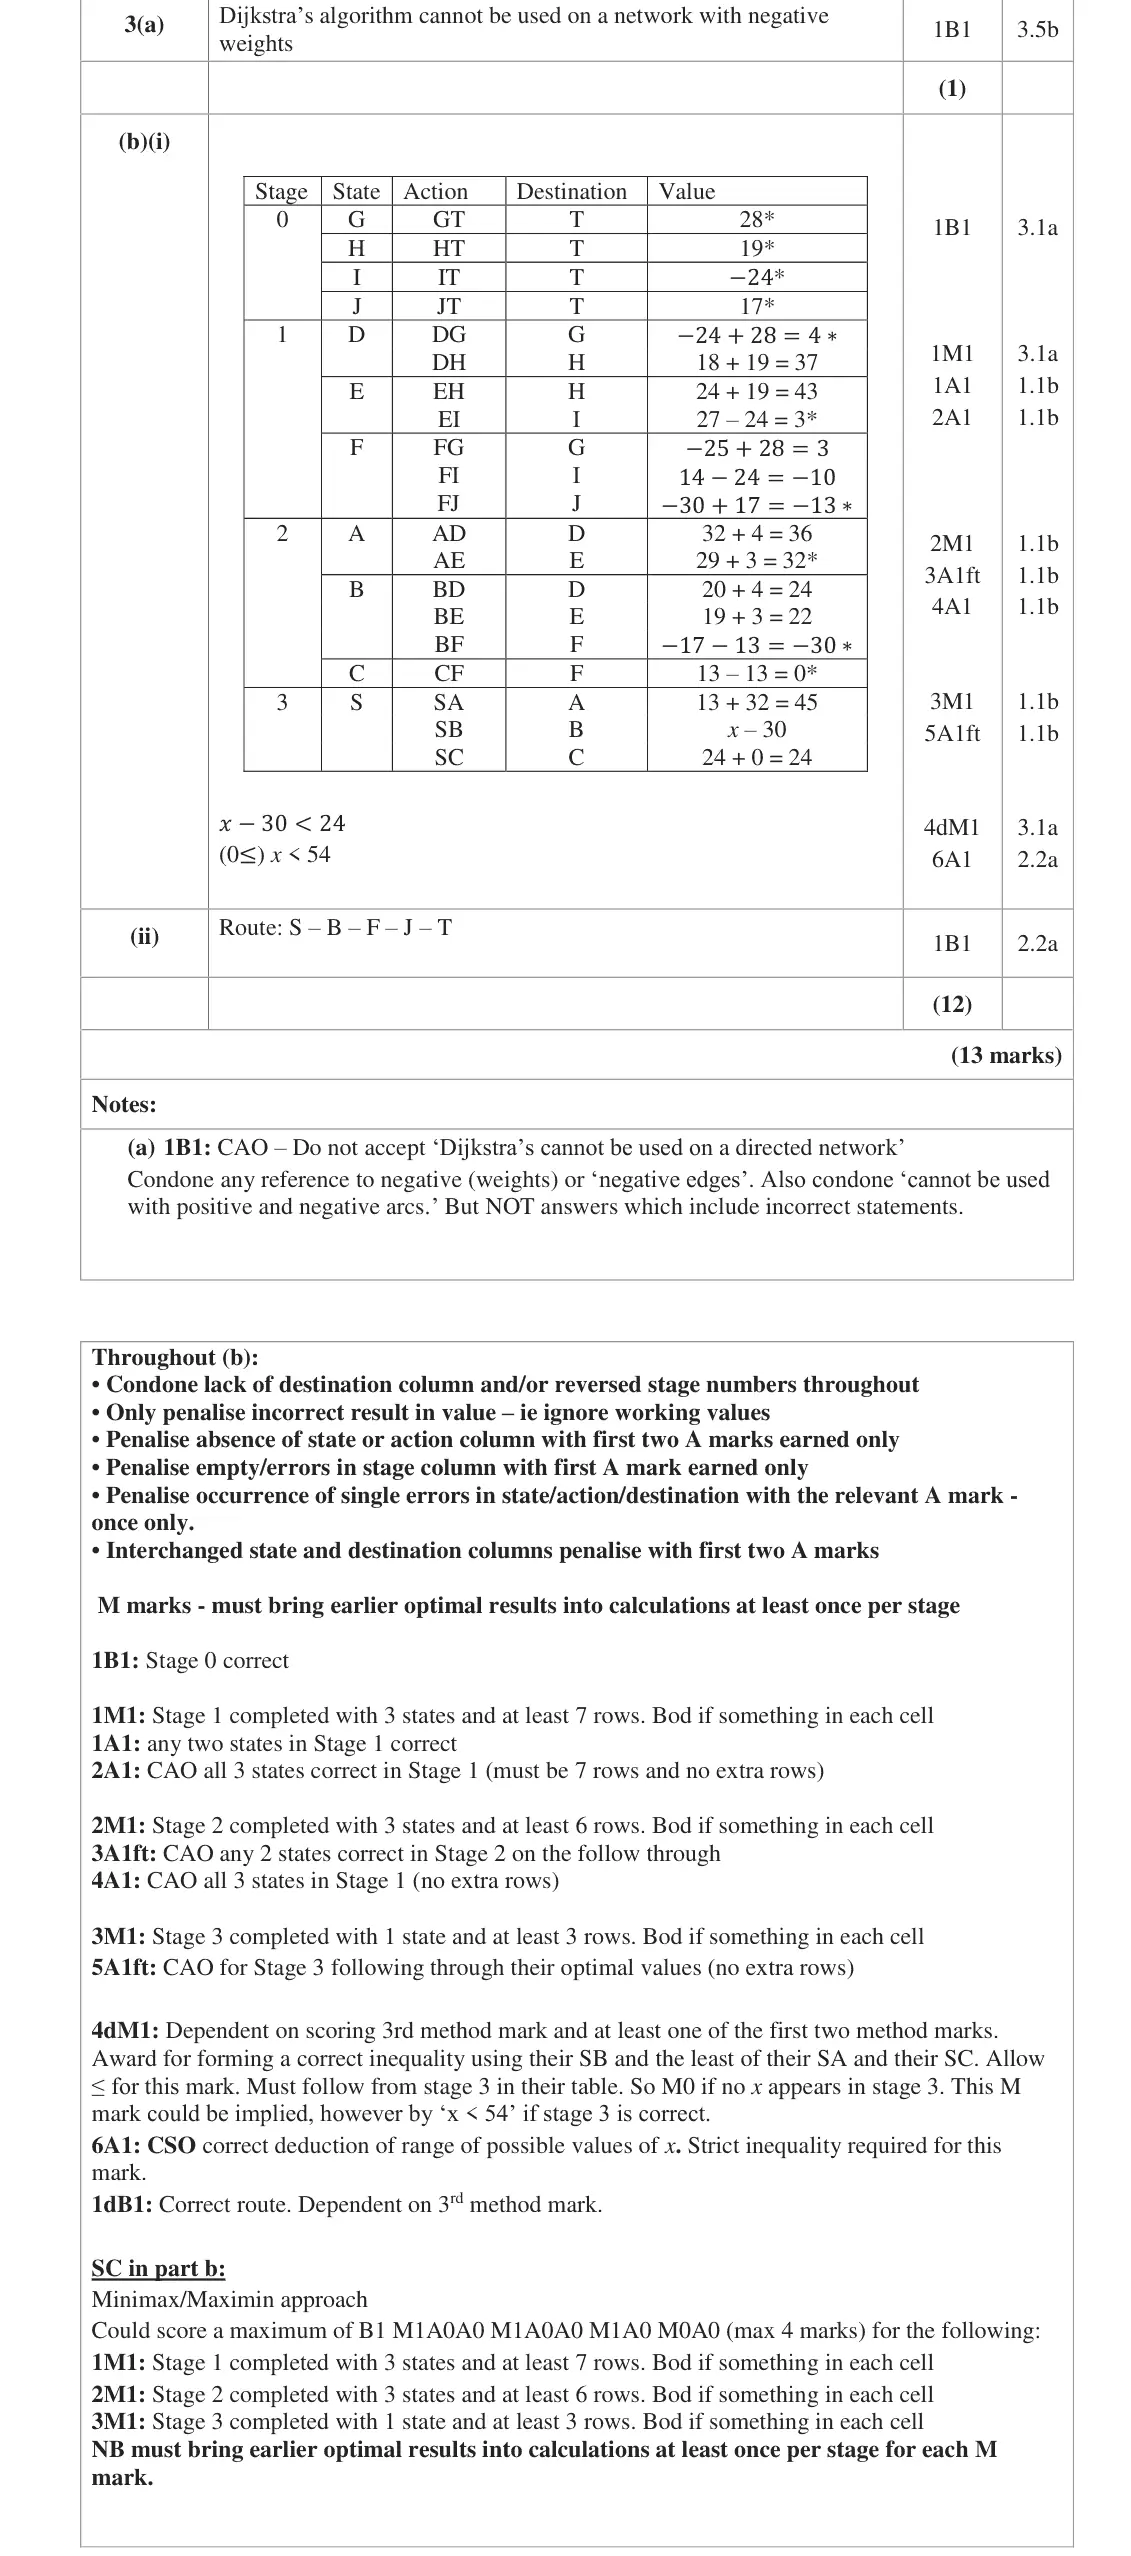 3(a) Dijkstra’s algorithm cannot be used on a network with negative
weights 1B1 3.5b
(1)
(b)(i)
Stage State Action Destination Value
0 G GT T 28*
H HT T 19*
I IT T −24*
J JT T 17*
1B1 3.1a
1 D DG G −24 + 28 = 4 ∗
DH H 18 + 19 = 37
E EH H 24 + 19 = 43
EI I 27 – 24 = 3*
F FG G −25 + 28 = 3
FI I 14 − 24 = −10
FJ J −30 + 17 = −13 ∗
1M1 3.1a
1A1 1.1b
2A1 1.1b
2 A AD D 32 + 4 = 36
AE E 29 + 3 = 32*
B BD D 20 + 4 = 24
BE E 19 + 3 = 22
BF F −17 − 13 = −30 ∗
C CF F 13 – 13 = 0*
2M1 1.1b
3A1ft 1.1b
4A1 1.1b
3 S SA A 13 + 32 = 45
SB B x – 30
SC C 24 + 0 = 24
3M1 1.1b
5A1ft 1.1b
x − 30 < 24 4dM1 3.1a
(0≤) x < 54 6A1 2.2a
(ii) Route: S – B – F – J – T 1B1 2.2a
(12)
(13 marks)
Notes:
(a) 1B1: CAO – Do not accept ‘Dijkstra’s cannot be used on a directed network’
Condone any reference to negative (weights) or ‘negative edges’. Also condone ‘cannot be used
with positive and negative arcs.’ But NOT answers which include incorrect statements.
Throughout (b):
• Condone lack of destination column and/or reversed stage numbers throughout
• Only penalise incorrect result in value – ie ignore working values
• Penalise absence of state or action column with first two A marks earned only
• Penalise empty/errors in stage column with first A mark earned only
• Penalise occurrence of single errors in state/action/destination with the relevant A mark -
once only.
• Interchanged state and destination columns penalise with first two A marks
M marks - must bring earlier optimal results into calculations at least once per stage
1B1: Stage 0 correct
1M1: Stage 1 completed with 3 states and at least 7 rows. Bod if something in each cell
1A1: any two states in Stage 1 correct
2A1: CAO all 3 states correct in Stage 1 (must be 7 rows and no extra rows)
2M1: Stage 2 completed with 3 states and at least 6 rows. Bod if something in each cell
3A1ft: CAO any 2 states correct in Stage 2 on the follow through
4A1: CAO all 3 states in Stage 1 (no extra rows)
3M1: Stage 3 completed with 1 state and at least 3 rows. Bod if something in each cell
5A1ft: CAO for Stage 3 following through their optimal values (no extra rows)
4dM1: Dependent on scoring 3rd method mark and at least one of the first two method marks.
Award for forming a correct inequality using their SB and the least of their SA and their SC. Allow
≤ for this mark. Must follow from stage 3 in their table. So M0 if no x appears in stage 3. This M
mark could be implied, however by ‘x < 54’ if stage 3 is correct.
6A1: CSO correct deduction of range of possible values of x. Strict inequality required for this
mark.
1dB1: Correct route. Dependent on 3rd method mark.
SC in part b:
Minimax/Maximin approach
Could score a maximum of B1 M1A0A0 M1A0A0 M1A0 M0A0 (max 4 marks) for the following:
1M1: Stage 1 completed with 3 states and at least 7 rows. Bod if something in each cell
2M1: Stage 2 completed with 3 states and at least 6 rows. Bod if something in each cell
3M1: Stage 3 completed with 1 state and at least 3 rows. Bod if something in each cell
NB must bring earlier optimal results into calculations at least once per stage for each M
mark.